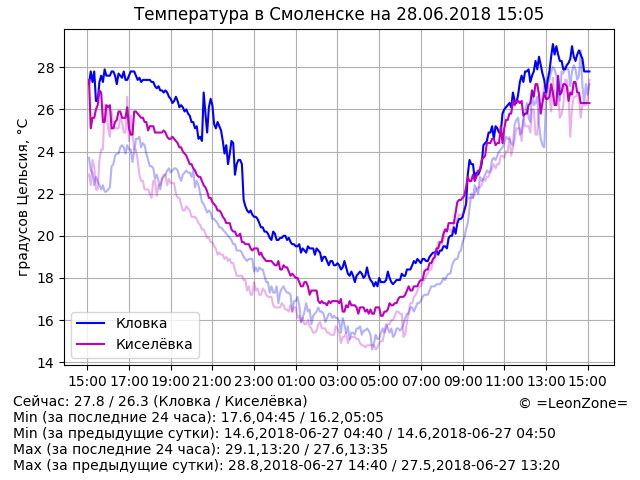 Температура в Смоленске на 28.06.2018 15:05
градусов Цельсия, °C
28
26
24
22
20
18
16
14
Кловка
Киселёвка
15:00 17:00 19:00 21:00 23:00 01:00 03:00 05:00 07:00 09:00 11:00 13:00 15:00
Сейчас: 27.8 / 26.3 (Кловка / Киселёвка)
© =LeonZone=
Min (за последние 24 часа): 17.6,04:45 / 16.2,05:05
Min (за предыдущие сутки): 14.6,2018-06-27 04:40 / 14.6,2018-06-27 04:50
Max (за последние 24 часа): 29.1,13:20 / 27.6,13:35
Max (за предыдущие сутки): 28.8,2018-06-27 14:40 / 27.5,2018-06-27 13:20